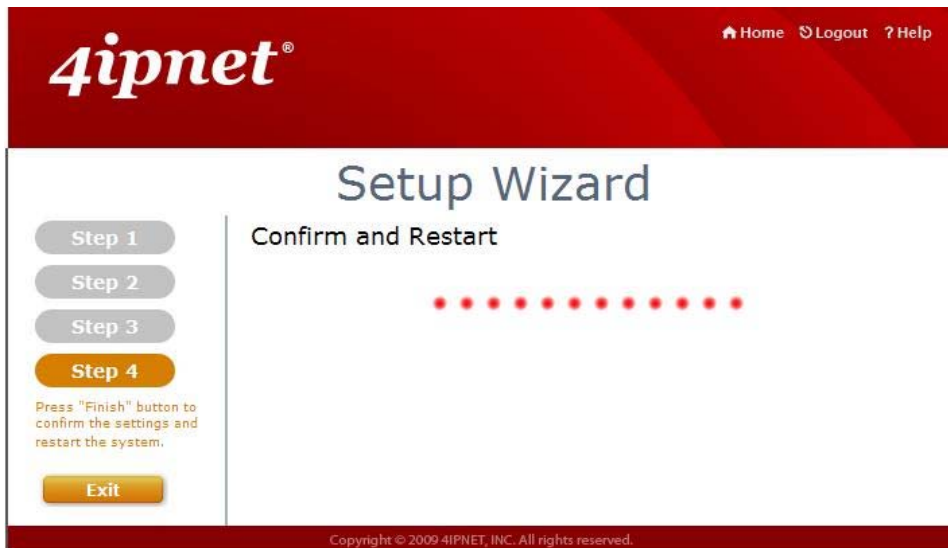 4ipnet®
Home Logout ? Help
Setup Wizard
Step 1
Step 2
Step 3
Step 4
Press "Finish" button to
confirm the settings and
restart the system.
Exit
Confirm and Restart
Copyright © 2009 4IPNET, INC. All rights reserved.